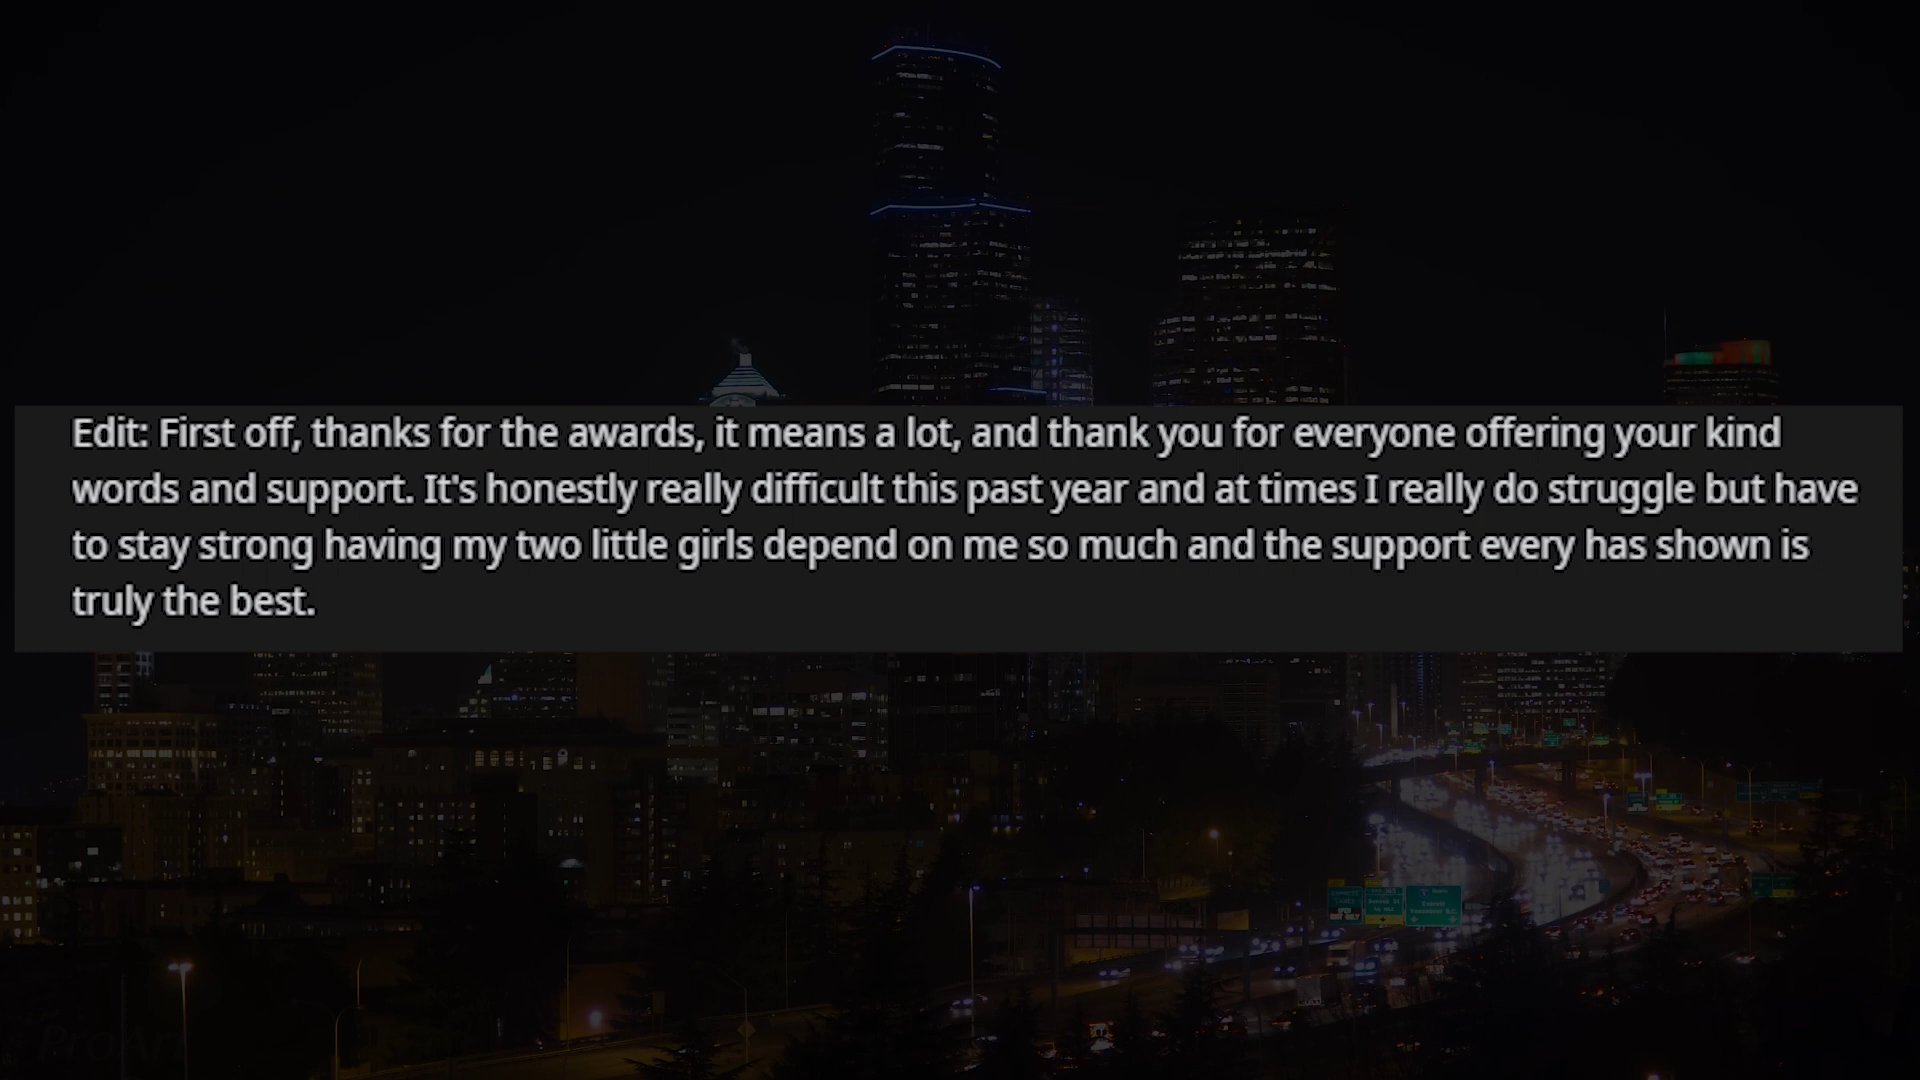 Edit: First off, thanks for the awards, it means a lot, and thank you for everyone offering your kind
words and support. It's honestly really difficult this past year and at times I really do struggle but have
to stay strong having my two little girls depend on me so much and the support every has shown is
truly the best.
ProArt